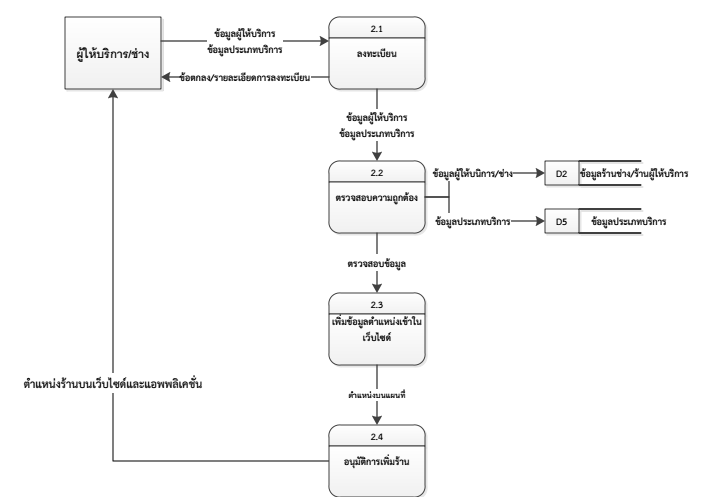 ผู้ให้บริการ/ช่าง
ข้อมูลผู้ให้บริการ
ข้อมูลประเภทบริการ
ข้อตกลง/รายละเอียดการลงทะเบียน
2.1
ลงทะเบียน
ข้อมูลผู้ให้บริการ
ข้อมูลประเภทบริการ
2.2
ตรวจสอบความถูกต้อง
ข้อมูลผู้ให้บนิการ/ช่าง
D2
ข้อมูลร้านช่าง/ร้านผู้ให้บริการ
ข้อมูลประเภทบริการ
D5
ข้อมูลประเภทบริการ
ตรวจสอบข้อมูล
2.3
เพิ่มข้อมูลตำแหน่งเข้าใน
เว็บไซต์
ตำแหน่งร้านบนเว็บไซต์และแอพพลิเคชั่น
ตำแหน่งบนแผนที่
2.4
อนุมัติการเพิ่มร้าน